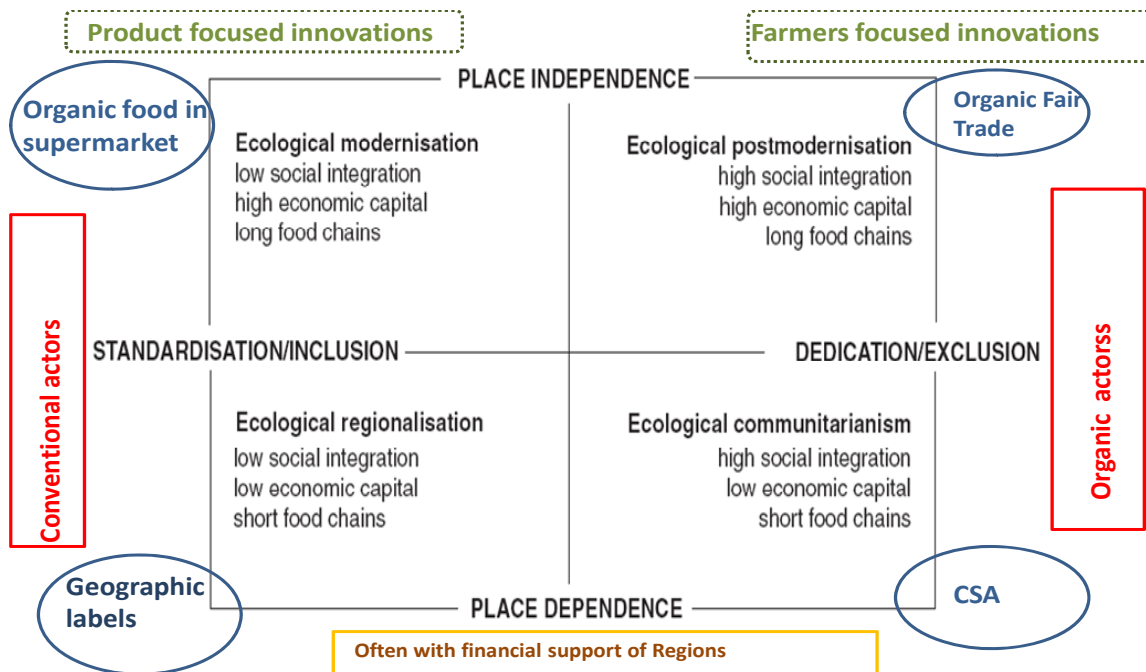 Product focused innovations
Farmers focused innovations
PLACE INDEPENDENCE
Organic food in
supermarket
Organic Fair
Trade
Ecological modernisation
low social integration
high economic capital
long food chains
Ecological postmodernisation
high social integration
high economic capital
long food chains
Conventional actors
STANDARDISATION/INCLUSION
DEDICATION/EXCLUSION
Organic actorss
Ecological regionalisation
low social integration
low economic capital
short food chains
Ecological communitarianism
high social integration
low economic capital
short food chains
Geographic
labels
PLACE DEPENDENCE
CSA
Often with financial support of Regions